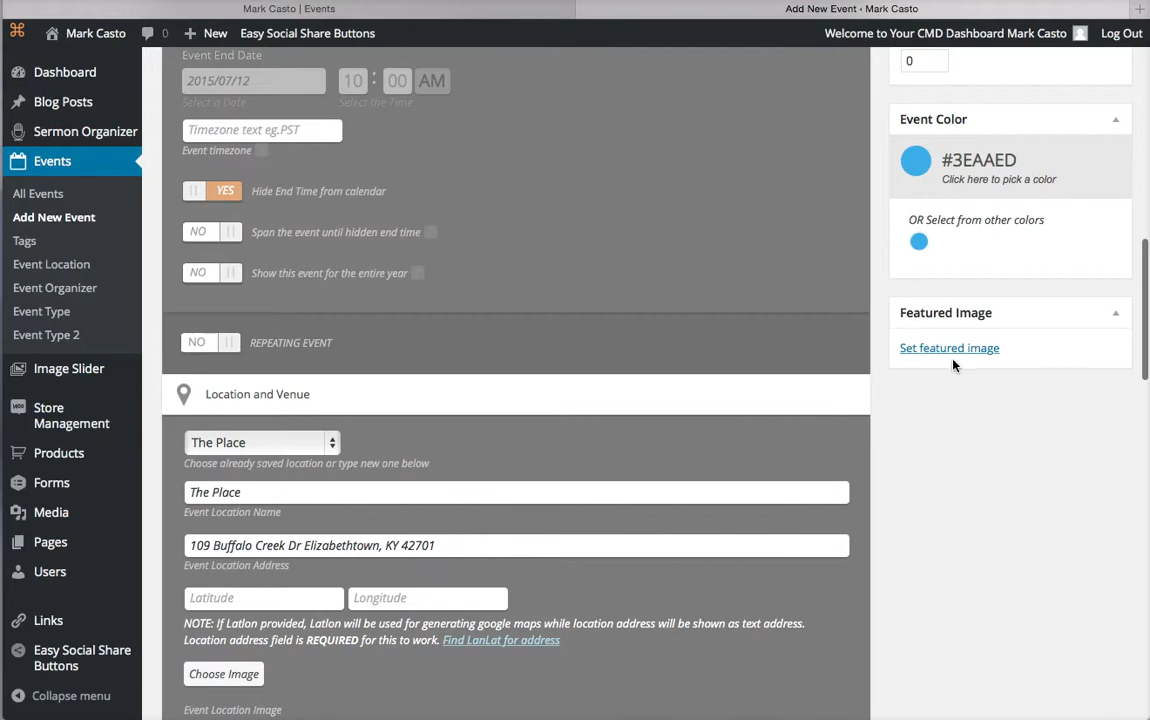 Mark Casto | Events
Add New Event ‹ Mark Casto
Mark Casto
0
New
Easy Social Share Buttons
Welcome to Your CMD Dashboard Mark Casto
Log Out
Dashboard
Blog Posts
Sermon Organizer
Events
All Events
Add New Event
Tags
Event Location
Event Organizer
Event Type
Event Type 2
Image Slider
Store
Management
Products
Forms
Media
Pages
Users
Links
Easy Social Share
Buttons
Collapse menu
Event End Date
2015/07/12
10 : 00 AM
Select a Date
Select the Time
Timezone text eg.PST
Event timezone
YES
Hide End Time from calendar
NO
Span the event until hidden end time
NO
Show this event for the entire year
NO
REPEATING EVENT
Location and Venue
The Place
Choose already saved location or type new one below
The Place
Event Location Name
109 Buffalo Creek Dr Elizabethtown, KY 42701
Event Location Address
Latitude
Longitude
NOTE: If Latlon provided, Latlon will be used for generating google maps while location address will be shown as text address.
Location address field is REQUIRED for this to work. Find LanLat for address
Choose Image
Event Location Image
0
Event Color
#3EAAED
Click here to pick a color
OR Select from other colors
Featured Image
Set featured image